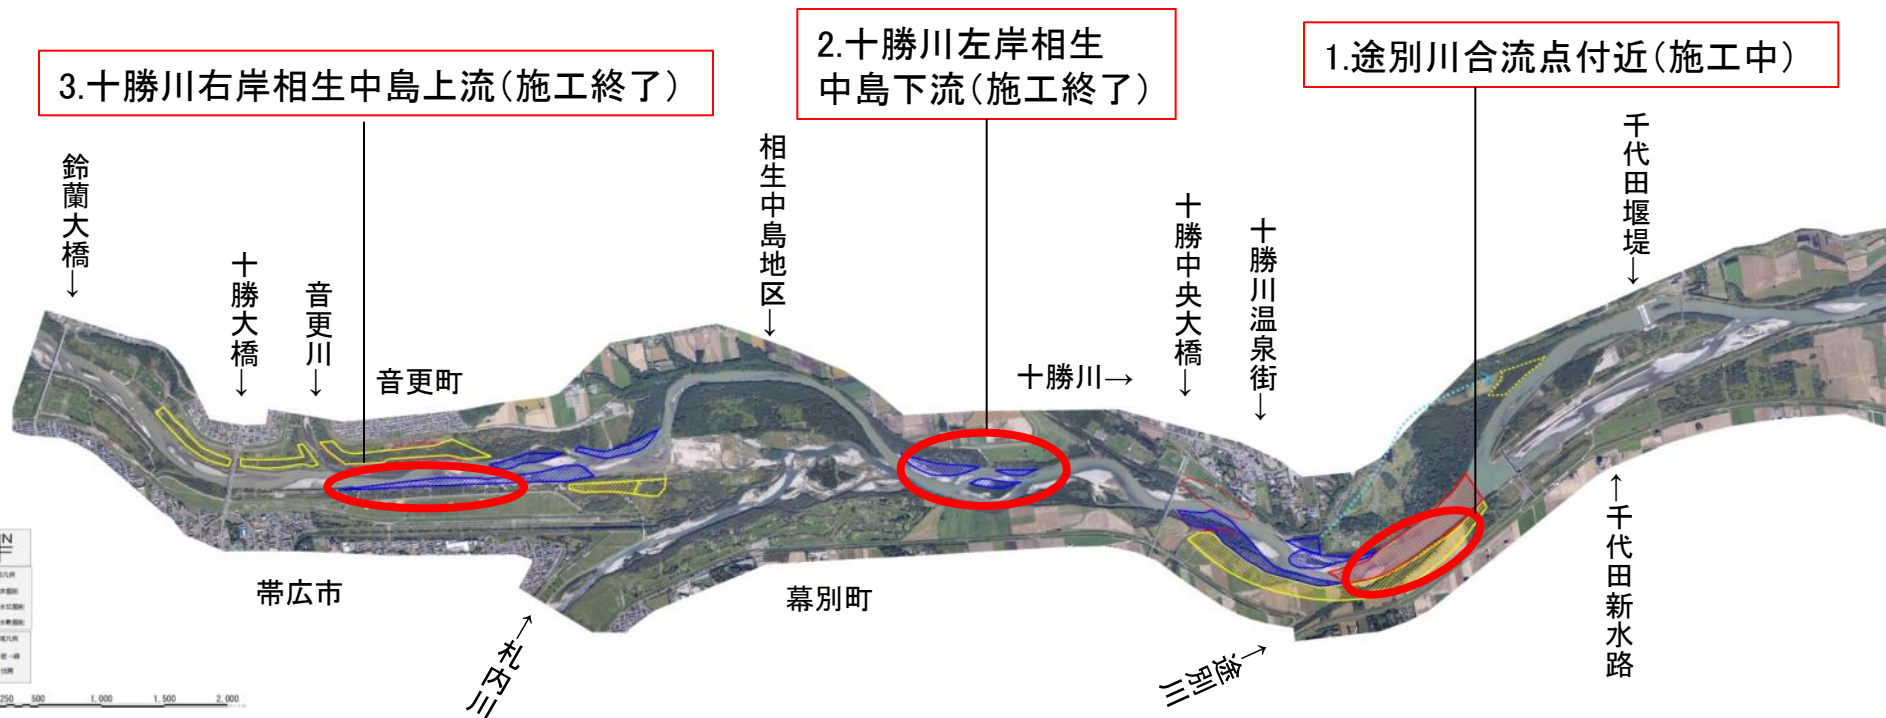 3.十勝川右岸相生中島上流(施工終了)
2.十勝川左岸相生
中島下流(施工終了)
1.途別川合流点付近(施工中)
鈴蘭大橋↓
十勝大橋↓
音更川↓
音更町
相生中島地区↓
十勝川→
十勝中央大橋↓
十勝川温泉街↓
千代田堰堤↓
帯広市
←札内川
幕別町
←途別川
←千代田新水路
N
250 500 1,000 1,500 2,000